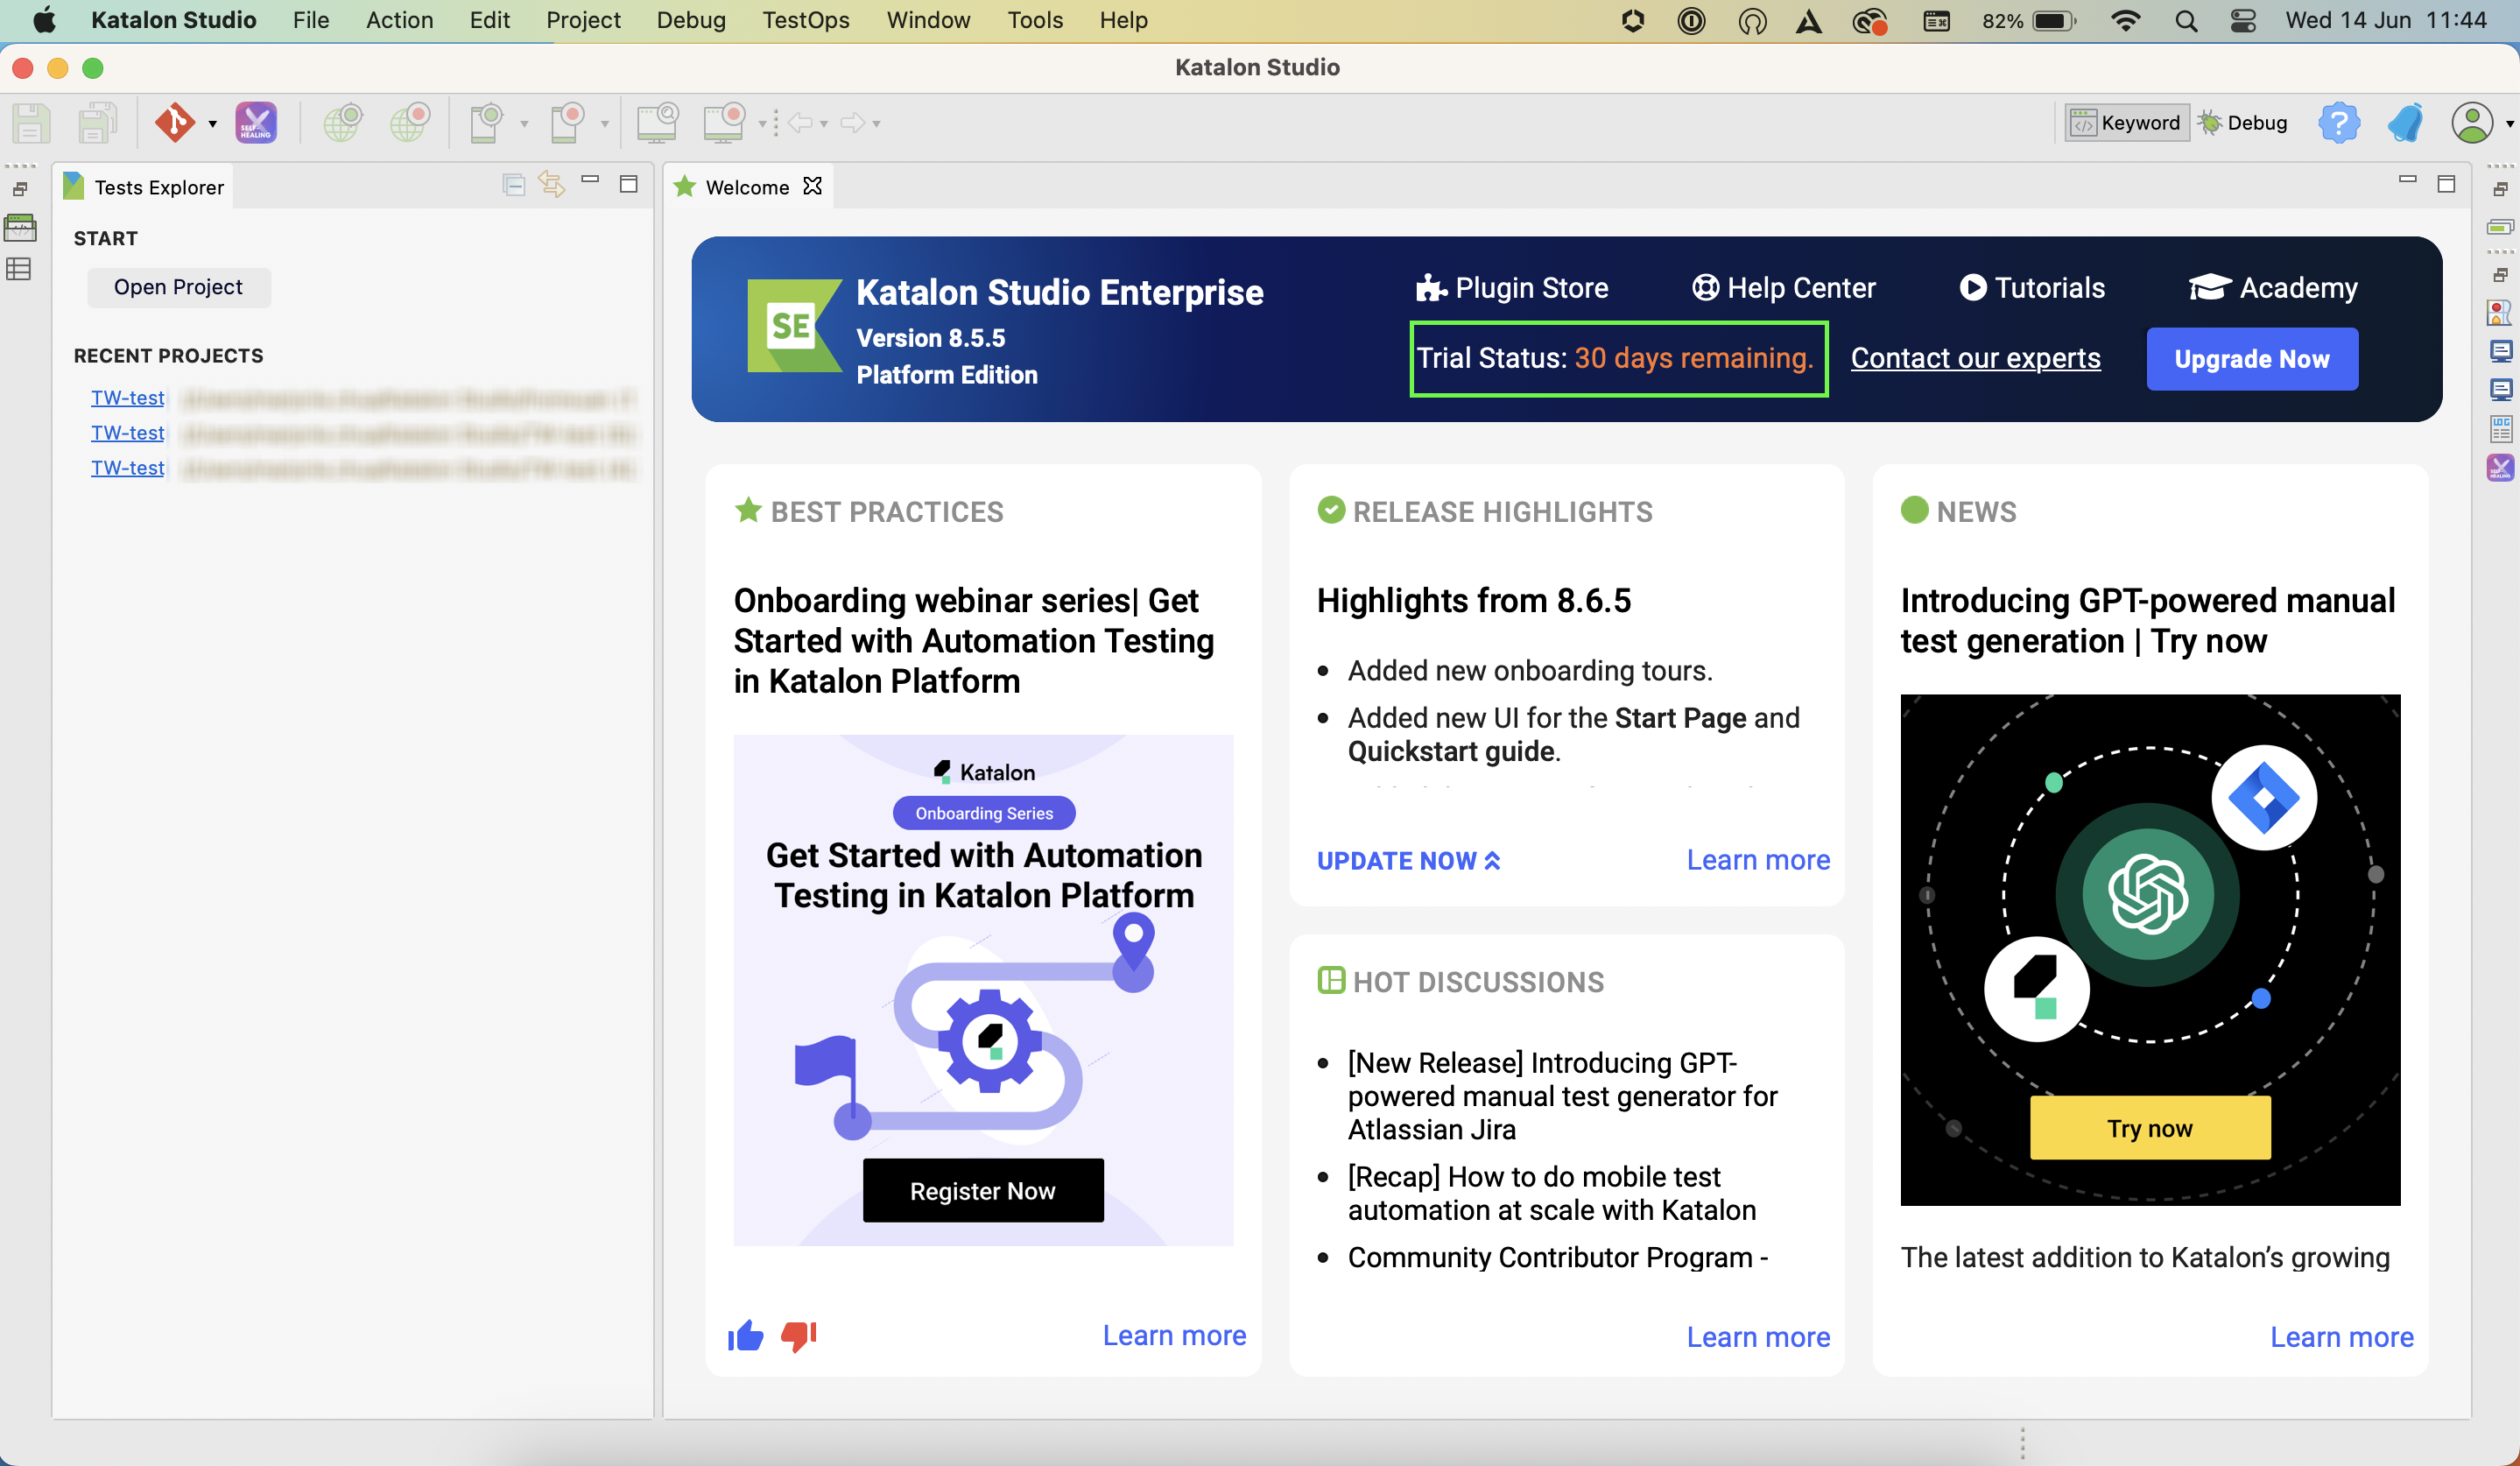 Katalon Studio File Action Edit Project Debug TestOps Window Tools Help 82% Wed 14 Jun 11:44
Katalon Studio
SELF HEALING
Keyword Debug
Tests Explorer
START
Open Project
RECENT PROJECTS
TW-test
TW-test
TW-test
Welcome
SE
Katalon Studio Enterprise
Version 8.5.5
Platform Edition
Plugin Store Help Center Tutorials Academy
Trial Status: 30 days remaining. Contact our experts Upgrade Now
BEST PRACTICES
Onboarding webinar series| Get
Started with Automation Testing
in Katalon Platform
Katalon
Onboarding Series
Get Started with Automation
Testing in Katalon Platform
Register Now
Learn more
RELEASE HIGHLIGHTS
Highlights from 8.6.5
• Added new onboarding tours.
• Added new UI for the Start Page and
Quickstart guide.
UPDATE NOW Learn more
HOT DISCUSSIONS
• [New Release] Introducing GPT-
powered manual test generator for
Atlassian Jira
• [Recap] How to do mobile test
automation at scale with Katalon
• Community Contributor Program -
Learn more
NEWS
Introducing GPT-powered manual
test generation | Try now
Try now
The latest addition to Katalon’s growing
Learn more
LOG